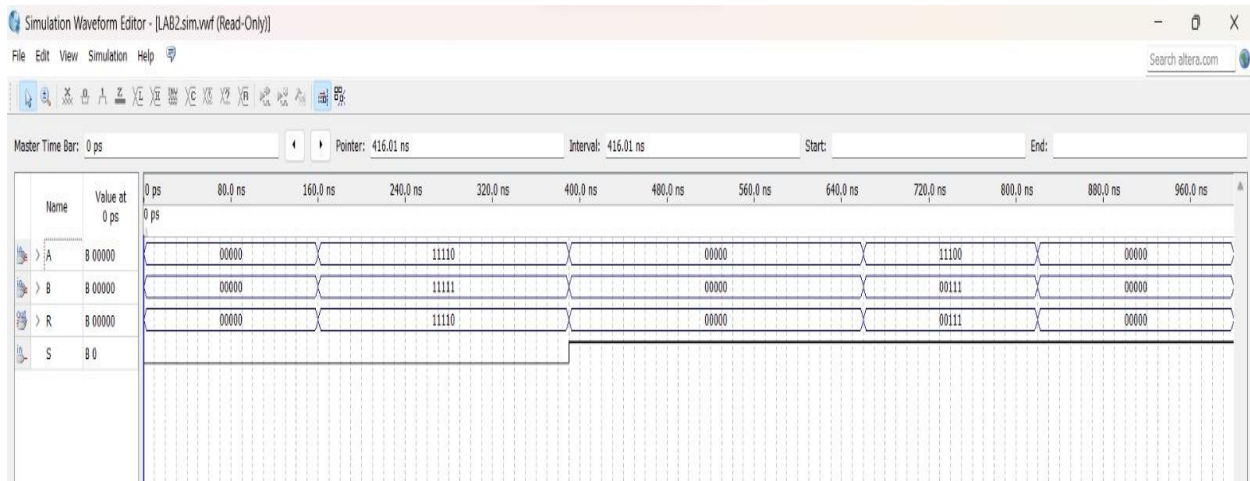 Simulation Waveform Editor - [LAB2.sim.vwf (Read-Only)]
File Edit View Simulation Help
Search altera.com
Master Time Bar: 0 ps Pointer: 416.01 ns Interval: 416.01 ns Start: End:
Name Value at 0 ps
0 ps 80.0 ns 160.0 ns 240.0 ns 320.0 ns 400.0 ns 480.0 ns 560.0 ns 640.0 ns 720.0 ns 800.0 ns 880.0 ns 960.0 ns
0 ps
A B 00000 00000 11110 00000 11100 00000
B B 00000 00000 11111 00000 00111 00000
R B 00000 00000 11110 00000 00111 00000
S B 0